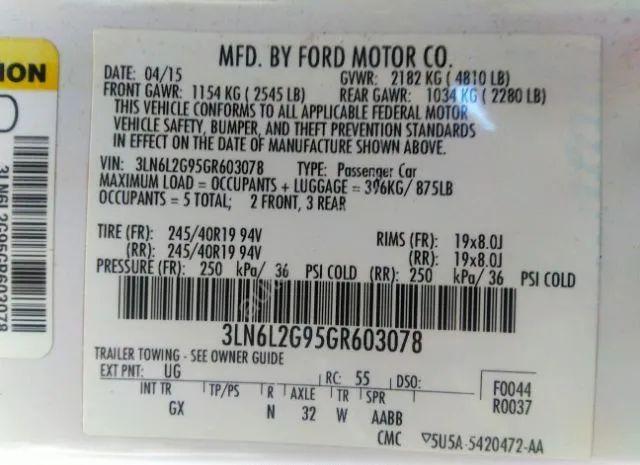 ION
3LN6L2G95GR603078
MFD. BY FORD MOTOR CO.
DATE: 04/15 GVWR: 2182 KG ( 4810 LB)
FRONT GAWR: 1154 KG ( 2545 LB) REAR GAWR: 1034 KG ( 2280 LB)
THIS VEHICLE CONFORMS TO ALL APPLICABLE FEDERAL MOTOR
VEHICLE SAFETY, BUMPER, AND THEFT PREVENTION STANDARDS
IN EFFECT ON THE DATE OF MANUFACTURE SHOWN ABOVE.
VIN: 3LN6L2G95GR603078 TYPE: Passenger Car
MAXIMUM LOAD = OCCUPANTS + LUGGAGE = 396KG/ 875LB
OCCUPANTS = 5 TOTAL; 2 FRONT, 3 REAR
TIRE (FR): 245/40R19 94V RIMS (FR): 19x8.0J
(RR): 245/40R19 94V (RR): 19x8.0J
PRESSURE (FR): 250 kPa/ 36 PSI COLD (RR): 250 kPa/ 36 PSI COLD
3LN6L2G95GR603078
TRAILER TOWING - SEE OWNER GUIDE
EXT PNT: UG RC: 55 DSO:
INT TR TP/PS R AXLE TR SPR F0044
GX N 32 W AABB R0037
CMC 5U5A-5420472-AA